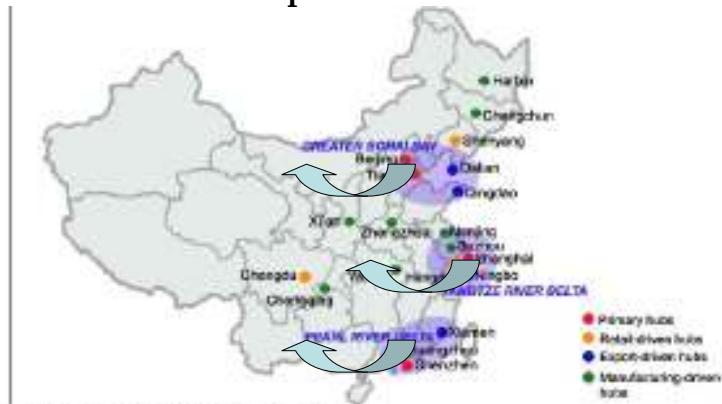 Harbin
Changchun
Shenyang
GREATER BOHAI BAY
Beijing
Dalian
Qingdao
Xi'an
Zhengzhou
Nanjing
Suzhou
Shanghai
Ningbo
Chengdu
Chongqing
YANGTZE RIVER DELTA
PEARL RIVER DELTA
Xiamen
Shenzhen
Primary hubs
Retail-driven hubs
Export-driven hubs
Manufacturing-driven
hubs